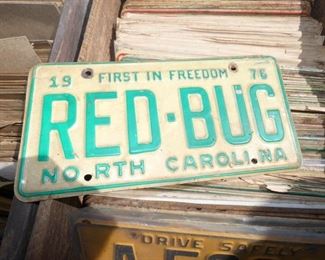 19 FIRST IN FREEDOM 76
RED-BUG
NORTH CAROLINA
DRIVE SAFELY